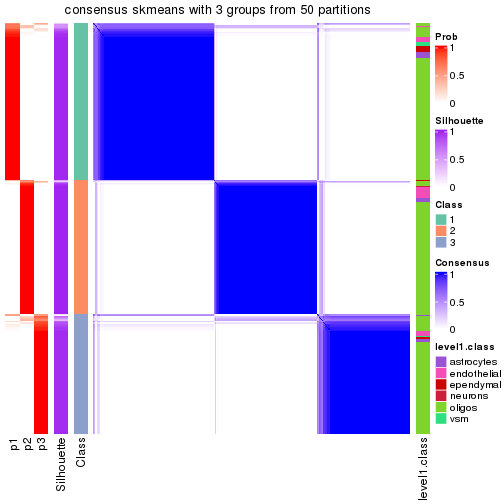 consensus skmeans with 3 groups from 50 partitions
Prob
1
0.5
0
Silhouette
1
0.5
0
Class
1
2
3
Consensus
1
0.5
0
level1.class
astrocytes
endothelial
ependymal
neurons
oligos
vsm
p1
p2
p3
Silhouette
Class
level1.class